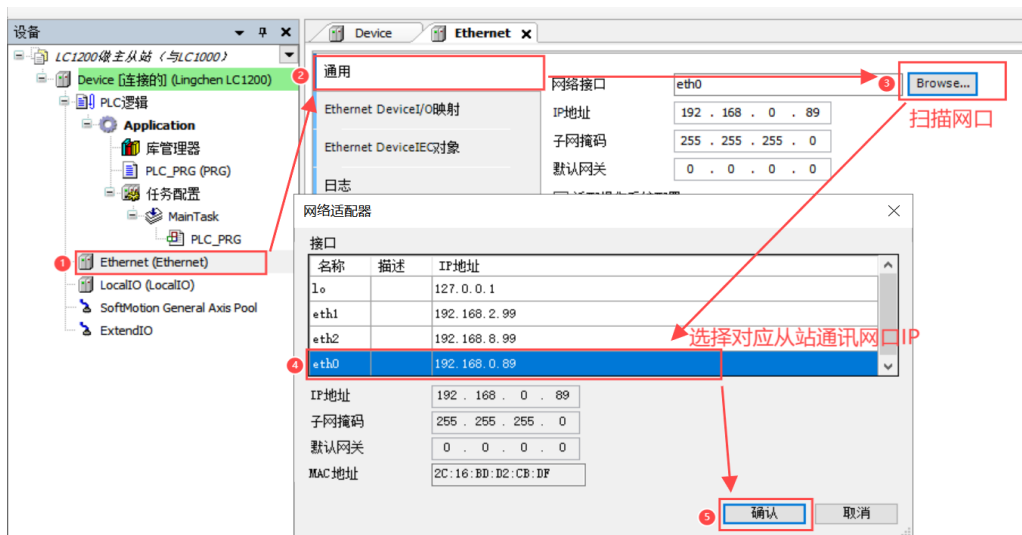 设备
LC1200做主从站（与LC1000）
Device [连接的] (Lingchen LC1200)
PLC逻辑
Application
库管理器
PLC_PRG (PRG)
任务配置
MainTask
PLC_PRG
1
Ethernet (Ethernet)
LocalIO (LocalIO)
SoftMotion General Axis Pool
ExtendIO
Device
Ethernet
2
通用
Ethernet DeviceI/O映射
Ethernet DeviceIEC对象
日志
网络接口 eth0
3
Browse...
扫描网口
IP地址 192 . 168 . 0 . 89
子网掩码 255 . 255 . 255 . 0
默认网关 0 . 0 . 0 . 0
网络适配器
接口
名称 描述 IP地址
lo 127.0.0.1
eth1 192.168.2.99
eth2 192.168.8.99
选择对应从站通讯网口IP
4
eth0 192.168.0.89
IP地址 192 . 168 . 0 . 89
子网掩码 255 . 255 . 255 . 0
默认网关 0 . 0 . 0 . 0
MAC地址 2C:16:BD:D2:CB:DF
5
确认 取消